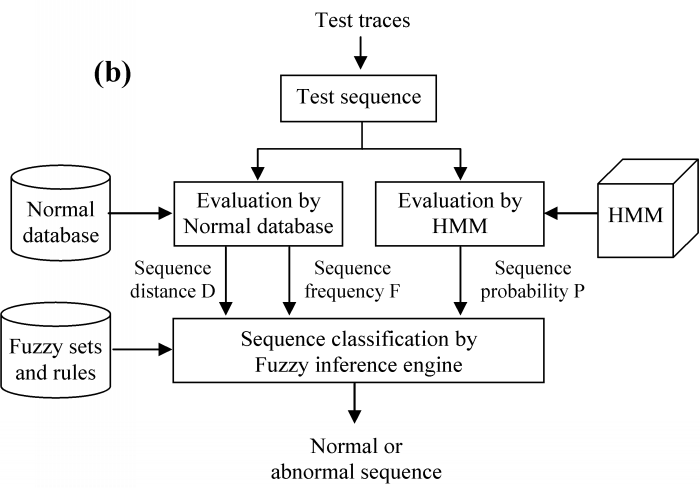 Test traces
(b)
Test sequence
Evaluation by
Normal database
Evaluation by
HMM
Normal
database
HMM
Sequence
distance D
Sequence
frequency F
Sequence
probability P
Fuzzy sets
and rules
Sequence classification by
Fuzzy inference engine
Normal or
abnormal sequence